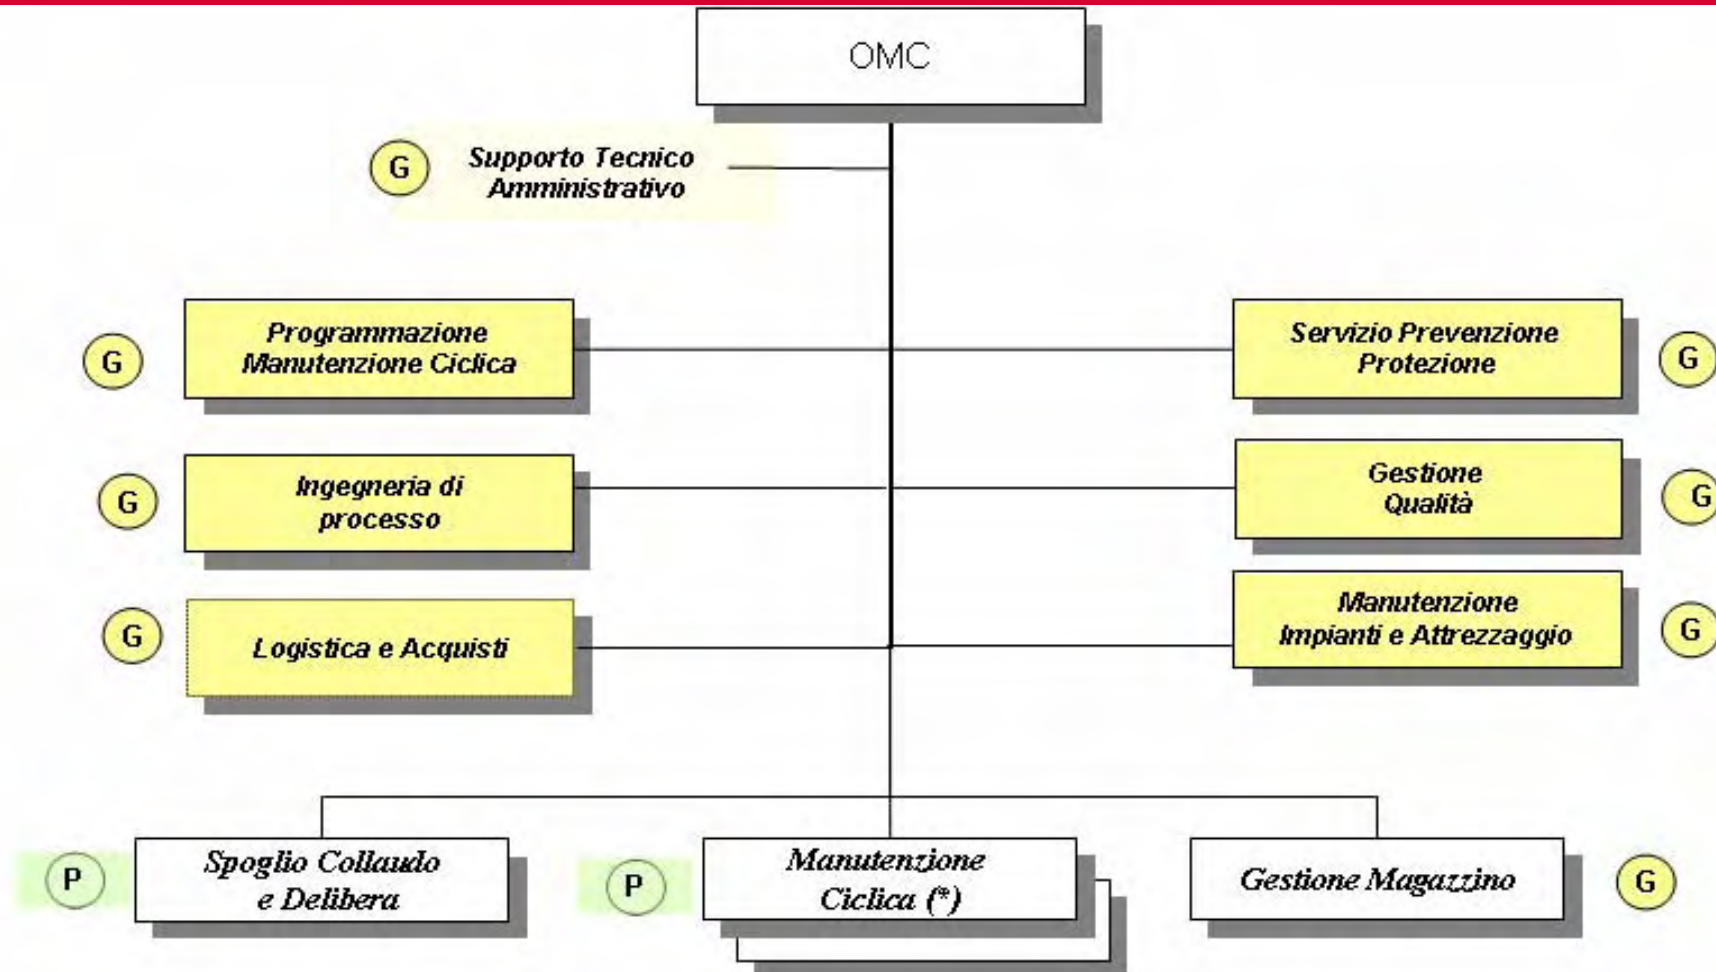 OMC
G
Supporto Tecnico
Amministrativo
G
Programmazione
Manutenzione Ciclica
Servizio Prevenzione
Protezione
G
G
Ingegneria di
processo
Gestione
Qualità
G
G
Logistica e Acquisti
Manutenzione
Impianti e Attrezzaggio
G
P
Spoglio Collaudo
e Delibera
P
Manutenzione
Ciclica (*)
Gestione Magazzino
G